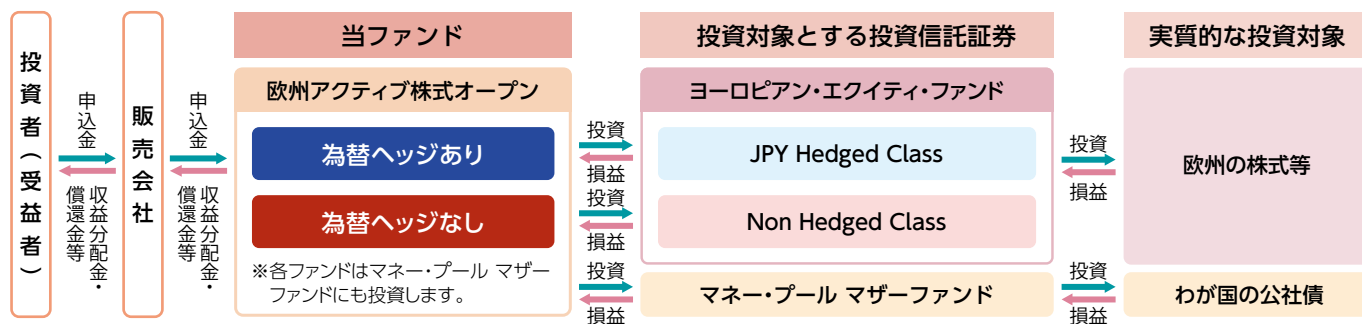 投資者（受益者）
申込金
収益分配金・
償還金等
販売会社
申込金
収益分配金・
償還金等
当ファンド
欧州アクティブ株式オープン
為替ヘッジあり
為替ヘッジなし
※各ファンドはマネー・プール マザー
ファンドにも投資します。
投資
損益
投資
損益
投資
損益
投資対象とする投資信託証券
ヨーロピアン・エクイティ・ファンド
JPY Hedged Class
Non Hedged Class
マネー・プール マザーファンド
投資
損益
投資
損益
実質的な投資対象
欧州の株式等
わが国の公社債